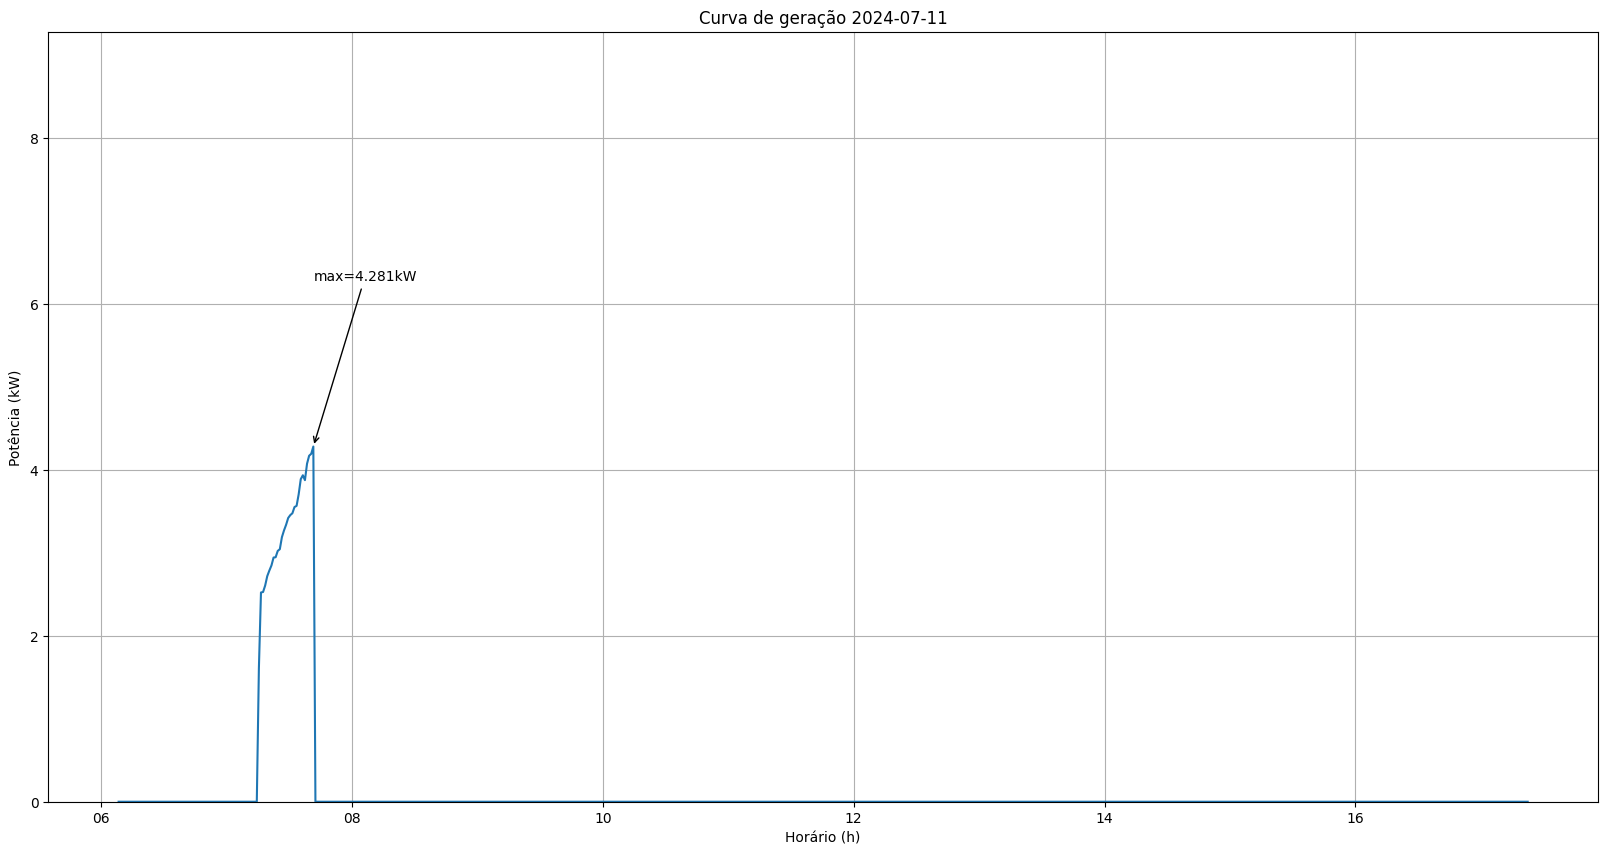 Curva de geração 2024-07-11
8
max=4.281kW
6
Potência (kW)
4
2
0
06 08 10 12 14 16
Horário (h)